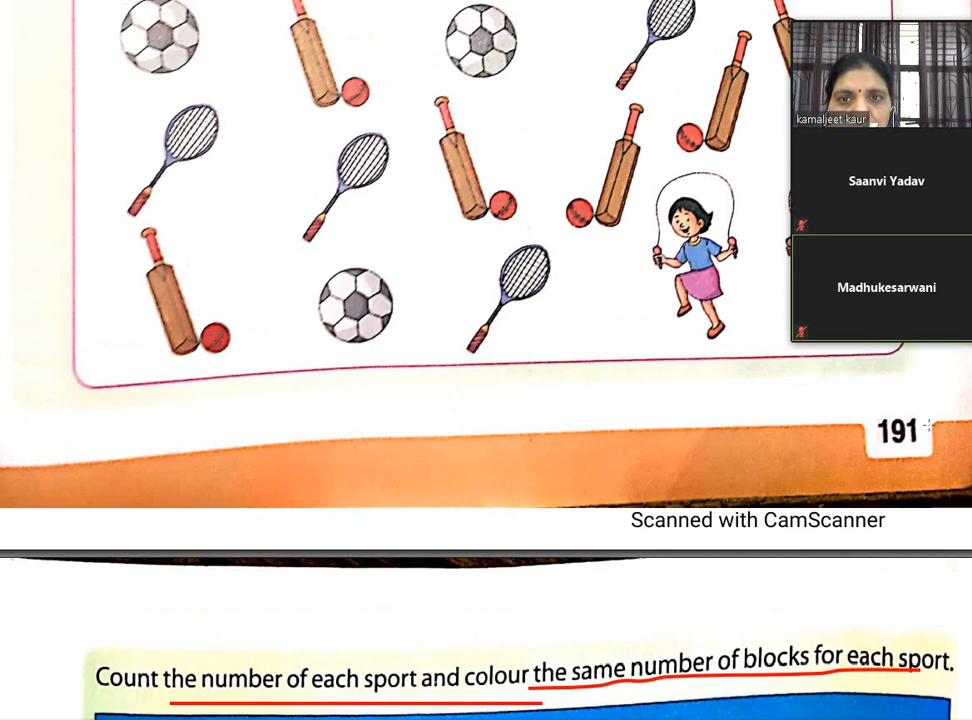 kamaljeet kaur
Saanvi Yadav
Madhukesarwani
191
Scanned with CamScanner
Count the number of each sport and colour the same number of blocks for each sport.